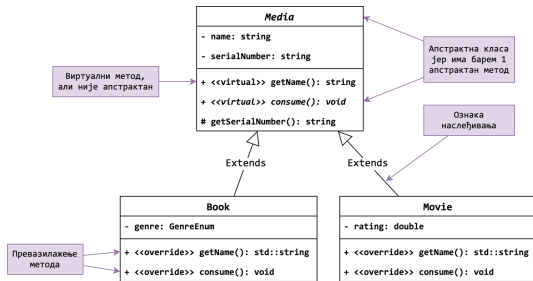 Media
- name: string
- serialNumber: string
+ <<virtual>> getName(): string
+ <<virtual>> consume(): void
# getSerialNumber(): string
Виртуални метод,
али није апстрактан
Апстрактна класа
јер има барем 1
апстрактан метод
Ознака
наслеђивања
Extends
Extends
Book
- genre: GenreEnum
+ <<override>> getName(): std::string
+ <<override>> consume(): void
Movie
- rating: double
+ <<override>> getName(): std::string
+ <<override>> consume(): void
Превазилажење
метода